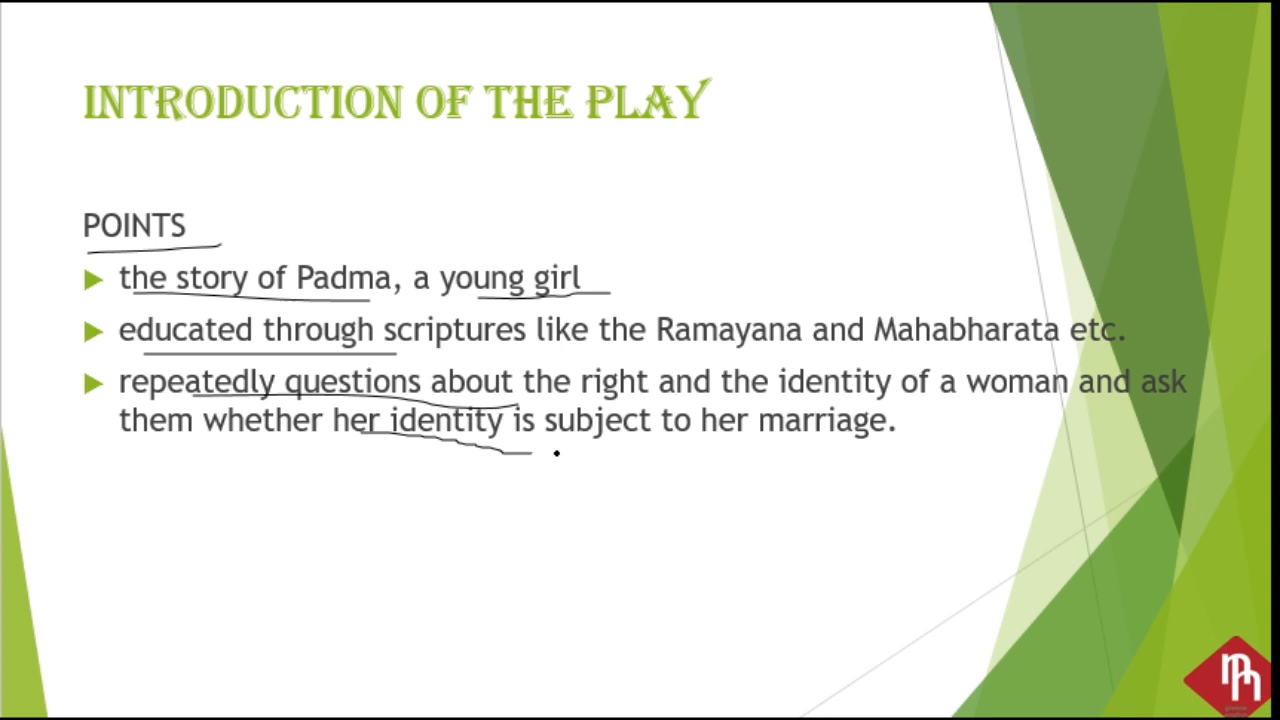 INTRODUCTION OF THE PLAY
POINTS
the story of Padma, a young girl
educated through scriptures like the Ramayana and Mahabharata etc.
repeatedly questions about the right and the identity of a woman and ask
them whether her identity is subject to her marriage.